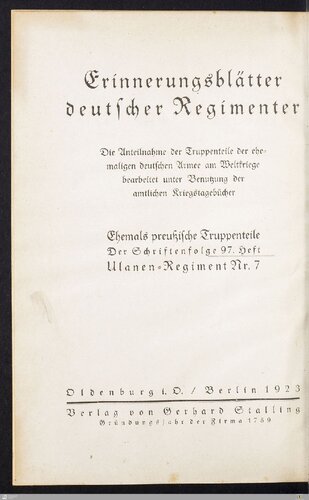 Erinnerungsblätter
deutscher Regimenter
Die Anteilnahme der Truppenteile der ehe-
maligen deutschen Armee am Weltkriege
bearbeitet unter Benutzung der
amtlichen Kriegstagebücher
Ehemals preußische Truppenteile
Der Schriftenfolge 97. Heft
Ulanen-Regiment Nr. 7
Oldenburg i. O. / Berlin 1923
Verlag von Gerhard Stalling
Gründungsjahr der Firma 1789